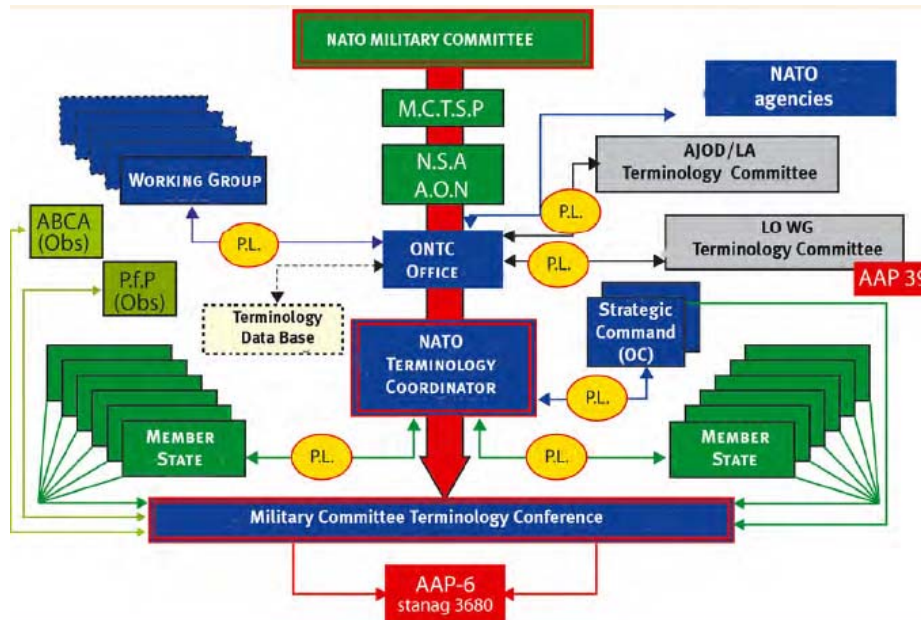 NATO MILITARY COMMITTEE
M.C.T.S.P
NATO
agencies
N.S.A
A.O.N
AJOD/LA
Terminology Committee
WORKING GROUP
P.L.
ABCA
(Obs)
P.L.
ONTC
OFFICE
P.L.
LO WG
Terminology Committee
AAP 39
P.f.P
(Obs)
Terminology
Data Base
NATO
TERMINOLOGY
COORDINATOR
Strategic
Command
(OC)
P.L.
MEMBER
STATE
P.L.
P.L.
MEMBER
STATE
Military Committee Terminology Conference
AAP-6
stanag 3680